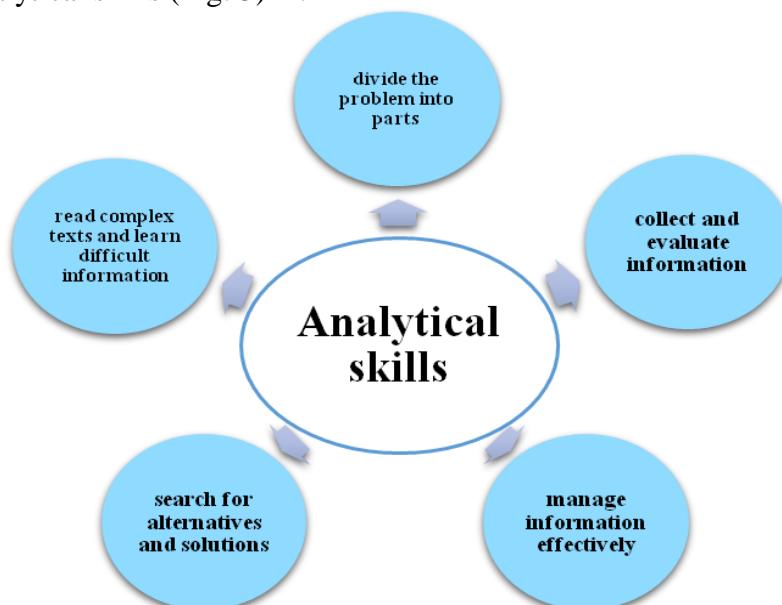 divide the
problem into
parts
read complex
texts and learn
difficult
information
collect and
evaluate
information
Analytical
skills
search for
alternatives
and solutions
manage
information
effectively